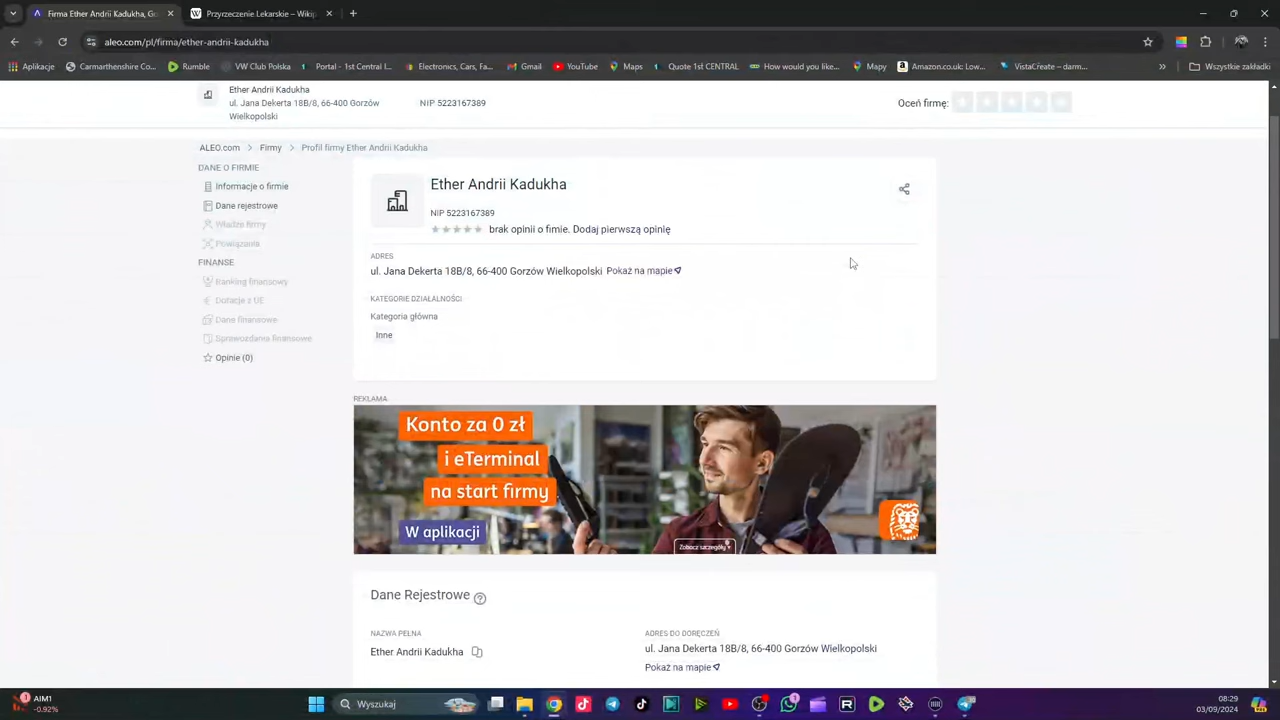 Firma Ether Andrii Kadukha, Go
Przyrzeczenie Lekarskie – Wikip
aleo.com/pl/firma/ether-andrii-kadukha
Aplikacje
Carmarthenshire Co...
Rumble
VW Club Polska
Portal - 1st Central I...
Electronics, Cars, Fa...
Gmail
YouTube
Maps
Quote 1st CENTRAL
How would you like...
Mapy
Amazon.co.uk: Low...
VistaCreate – darm...
Wszystkie zakładki
Ether Andrii Kadukha
ul. Jana Dekerta 18B/8, 66-400 Gorzów
Wielkopolski
NIP 5223167389
Oceń firmę:
ALEO.com > Firmy > Profil firmy Ether Andrii Kadukha
DANE O FIRMIE
Informacje o firmie
Dane rejestrowe
Władze firmy
Powiązania
FINANSE
Ranking finansowy
Dotacje z UE
Dane finansowe
Sprawozdania finansowe
Opinie (0)
Ether Andrii Kadukha
NIP 5223167389
brak opinii o fimie. Dodaj pierwszą opinię
ADRES
ul. Jana Dekerta 18B/8, 66-400 Gorzów Wielkopolski Pokaż na mapie
KATEGORIE DZIAŁALNOŚCI
Kategoria główna
Inne
REKLAMA
Konto za 0 zł
i eTerminal
na start firmy
W aplikacji
Zobacz szczegóły
Dane Rejestrowe ?
NAZWA PEŁNA
Ether Andrii Kadukha
ADRES DO DORĘCZEŃ
ul. Jana Dekerta 18B/8, 66-400 Gorzów Wielkopolski
Pokaż na mapie
1
AIM1
-0.92%
Wyszukaj
1
08:29
03/09/2024